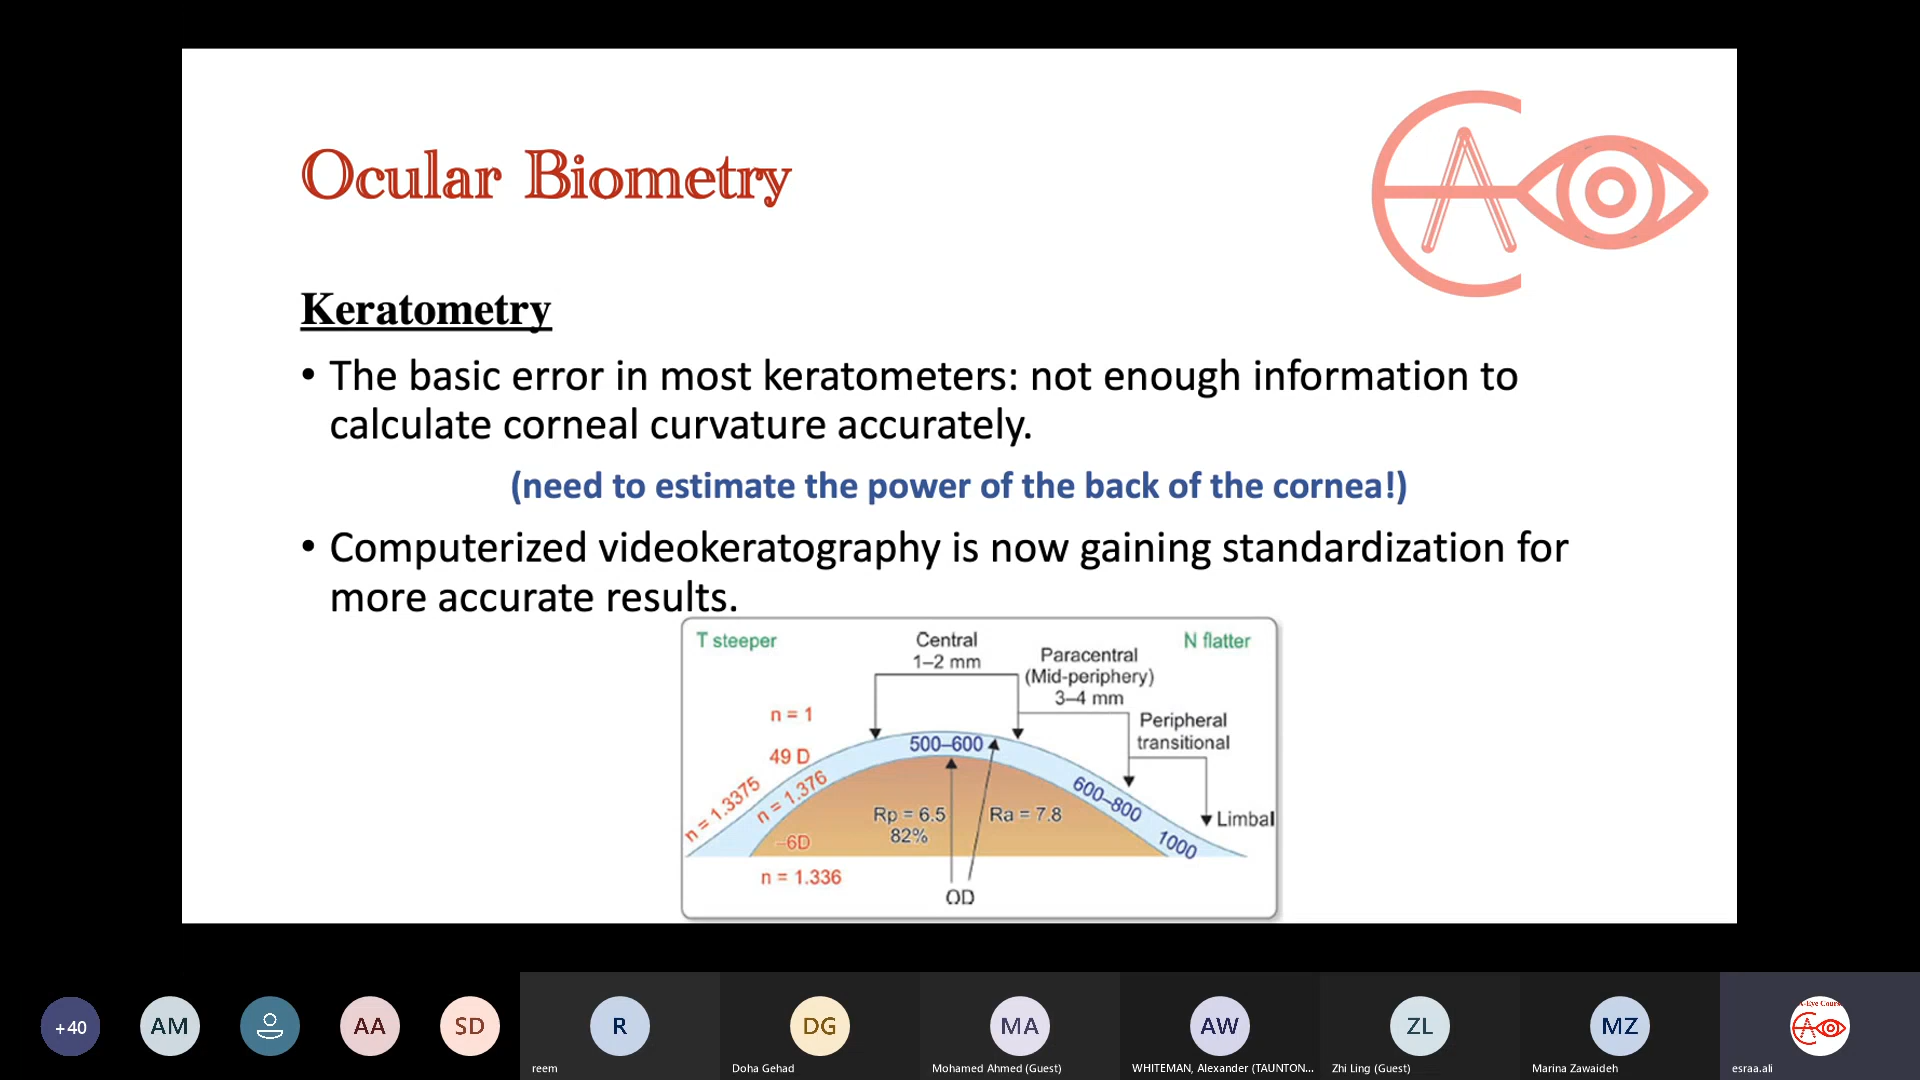 Ocular Biometry
A
Keratometry
• The basic error in most keratometers: not enough information to
calculate corneal curvature accurately.
(need to estimate the power of the back of the cornea!)
• Computerized videokeratography is now gaining standardization for
more accurate results.
T steeper
Central
1–2 mm
N flatter
Paracentral
(Mid-periphery)
3–4 mm
Peripheral
transitional
n = 1
49 D
500–600
n = 1.3375
n = 1.376
600–800
Rp = 6.5
82%
Ra = 7.8
Limbal
–6D
1000
n = 1.336
OD
+40
AM
AA
SD
R
reem
DG
Doha Gehad
MA
Mohamed Ahmed (Guest)
AW
WHITEMAN, Alexander (TAUNTON...
ZL
Zhi Ling (Guest)
MZ
Marina Zawaideh
esraa.ali